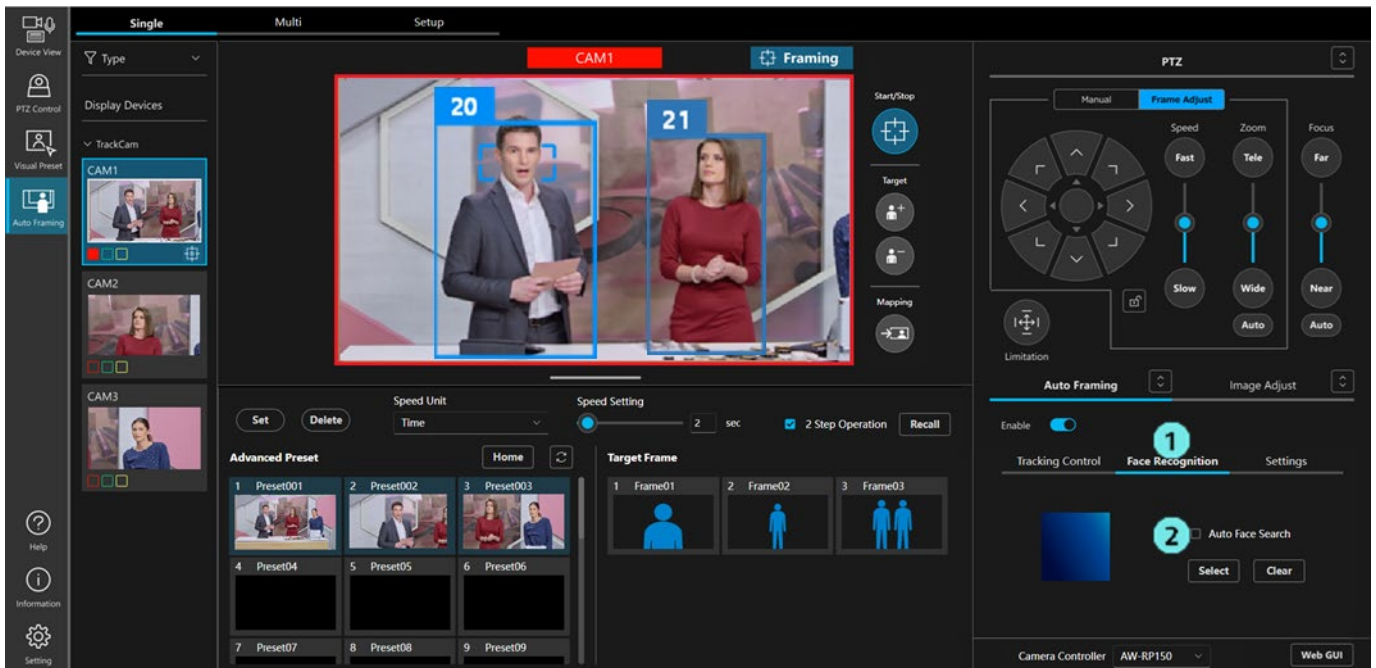 Single Multi Setup
Device View
PTZ Control
Visual Preset
Auto Framing
Help
Information
Setting
Type
Display Devices
TrackCam
CAM1
CAM2
CAM3
CAM1
Framing
20
21
Start/Stop
Target
Mapping
Speed Unit Speed Setting
Set Delete Time 2 sec 2 Step Operation Recall
Advanced Preset Home
1 Preset001 2 Preset002 3 Preset003
4 Preset04 5 Preset05 6 Preset06
7 Preset07 8 Preset08 9 Preset09
Target Frame
1 Frame01 2 Frame02 3 Frame03
PTZ
Manual Frame Adjust
Speed Zoom Focus
Fast Tele Far
Slow Wide Near
Auto Auto
Limitation
Auto Framing Image Adjust
Enable
1
Tracking Control Face Recognition Settings
2 Auto Face Search
Select Clear
Camera Controller AW-RP150 Web GUI